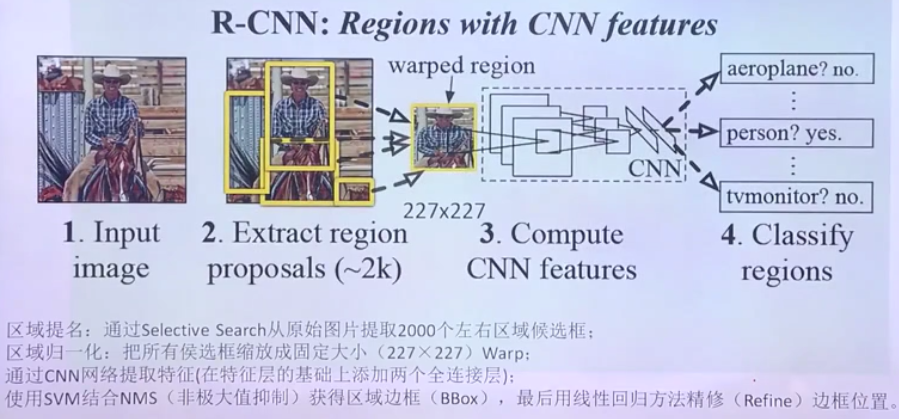 R-CNN: Regions with CNN features
warped region
aeroplane? no.
person? yes.
CNN
tvmonitor? no.
227x227
1. Input image
2. Extract region proposals (~2k)
3. Compute CNN features
4. Classify regions
区域提名：通过Selective Search从原始图片提取2000个左右区域候选框；
区域归一化：把所有侯选框缩放成固定大小（227×227）Warp；
通过CNN网络提取特征(在特征层的基础上添加两个全连接层)；
使用SVM结合NMS（非极大值抑制）获得区域边框（BBox），最后用线性回归方法精修（Refine）边框位置。